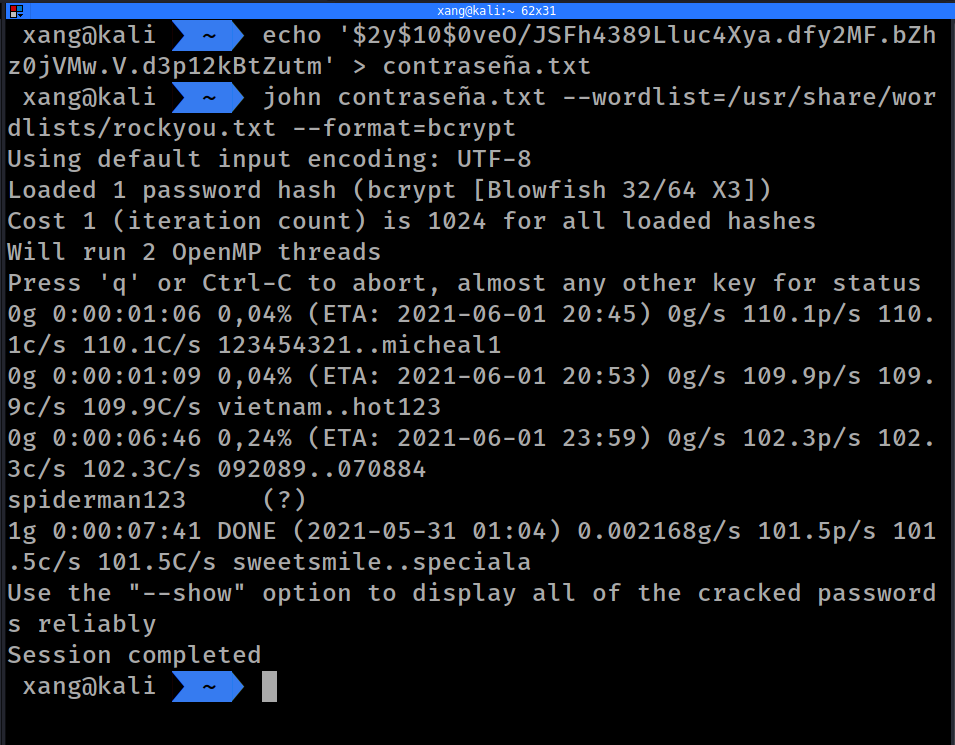 xang@kali:~ 62x31
xang@kali ~ echo '$2y$10$0veO/JSFh4389Lluc4Xya.dfy2MF.bZh
z0jVMw.V.d3p12kBtZutm' > contraseña.txt
xang@kali ~ john contraseña.txt --wordlist=/usr/share/wor
dlists/rockyou.txt --format=bcrypt
Using default input encoding: UTF-8
Loaded 1 password hash (bcrypt [Blowfish 32/64 X3])
Cost 1 (iteration count) is 1024 for all loaded hashes
Will run 2 OpenMP threads
Press 'q' or Ctrl-C to abort, almost any other key for status
0g 0:00:01:06 0,04% (ETA: 2021-06-01 20:45) 0g/s 110.1p/s 110.
1c/s 110.1C/s 123454321..micheal1
0g 0:00:01:09 0,04% (ETA: 2021-06-01 20:53) 0g/s 109.9p/s 109.
9c/s 109.9C/s vietnam..hot123
0g 0:00:06:46 0,24% (ETA: 2021-06-01 23:59) 0g/s 102.3p/s 102.
3c/s 102.3C/s 092089..070884
spiderman123     (?)
1g 0:00:07:41 DONE (2021-05-31 01:04) 0.002168g/s 101.5p/s 101
.5c/s 101.5C/s sweetsmile..speciala
Use the "--show" option to display all of the cracked password
s reliably
Session completed
xang@kali ~